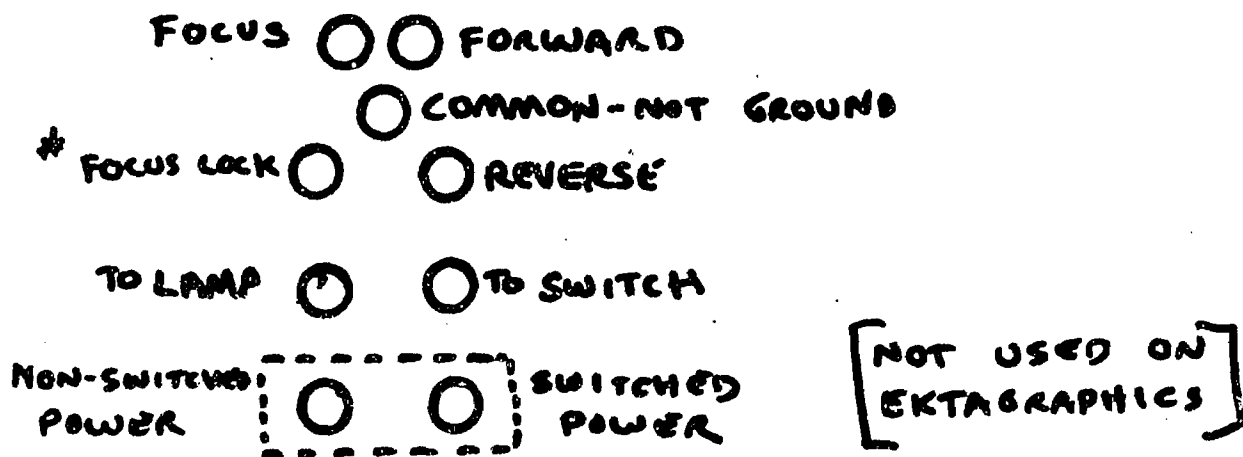 FOCUS FORWARD
COMMON-NOT GROUND
* FOCUS LOCK REVERSE
TO LAMP TO SWITCH
NON-SWITCHED
POWER
SWITCHED
POWER
[NOT USED ON
EKTAGRAPHICS]